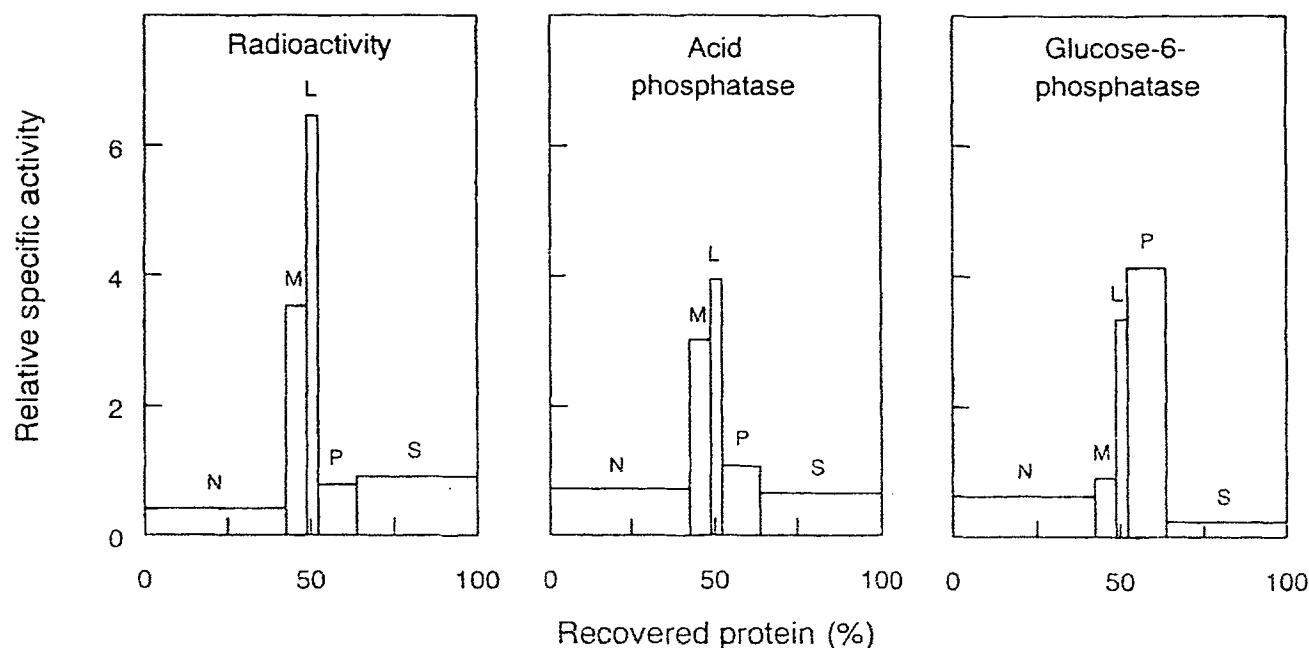 Relative specific activity
Radioactivity
6
4
2
0
N
M
L
P
S
0
50
100
Acid
phosphatase
N
M
L
P
S
0
50
100
Glucose-6-
phosphatase
N
M
L
P
S
0
50
100
Recovered protein (%)